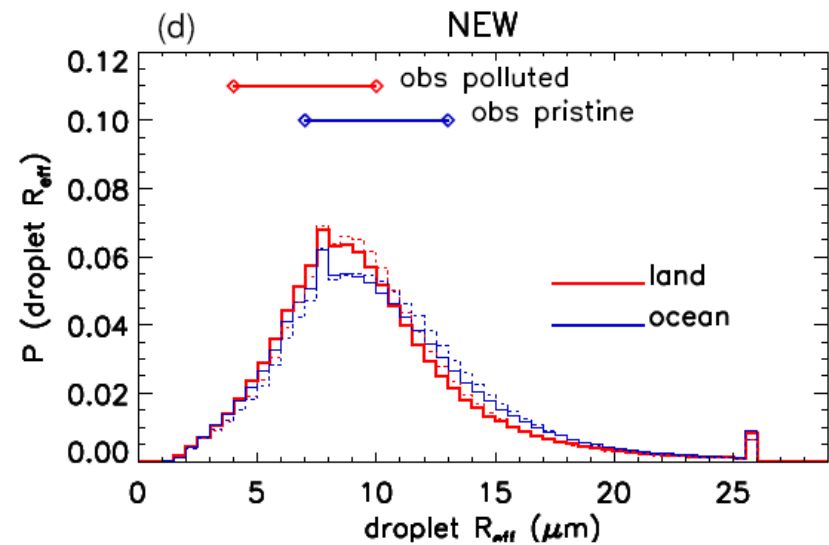 (d)
NEW
0.12
0.10
0.08
0.06
0.04
0.02
0.00
P (droplet Reff)
obs polluted
obs pristine
land
ocean
0 5 10 15 20 25
droplet Reff (μm)